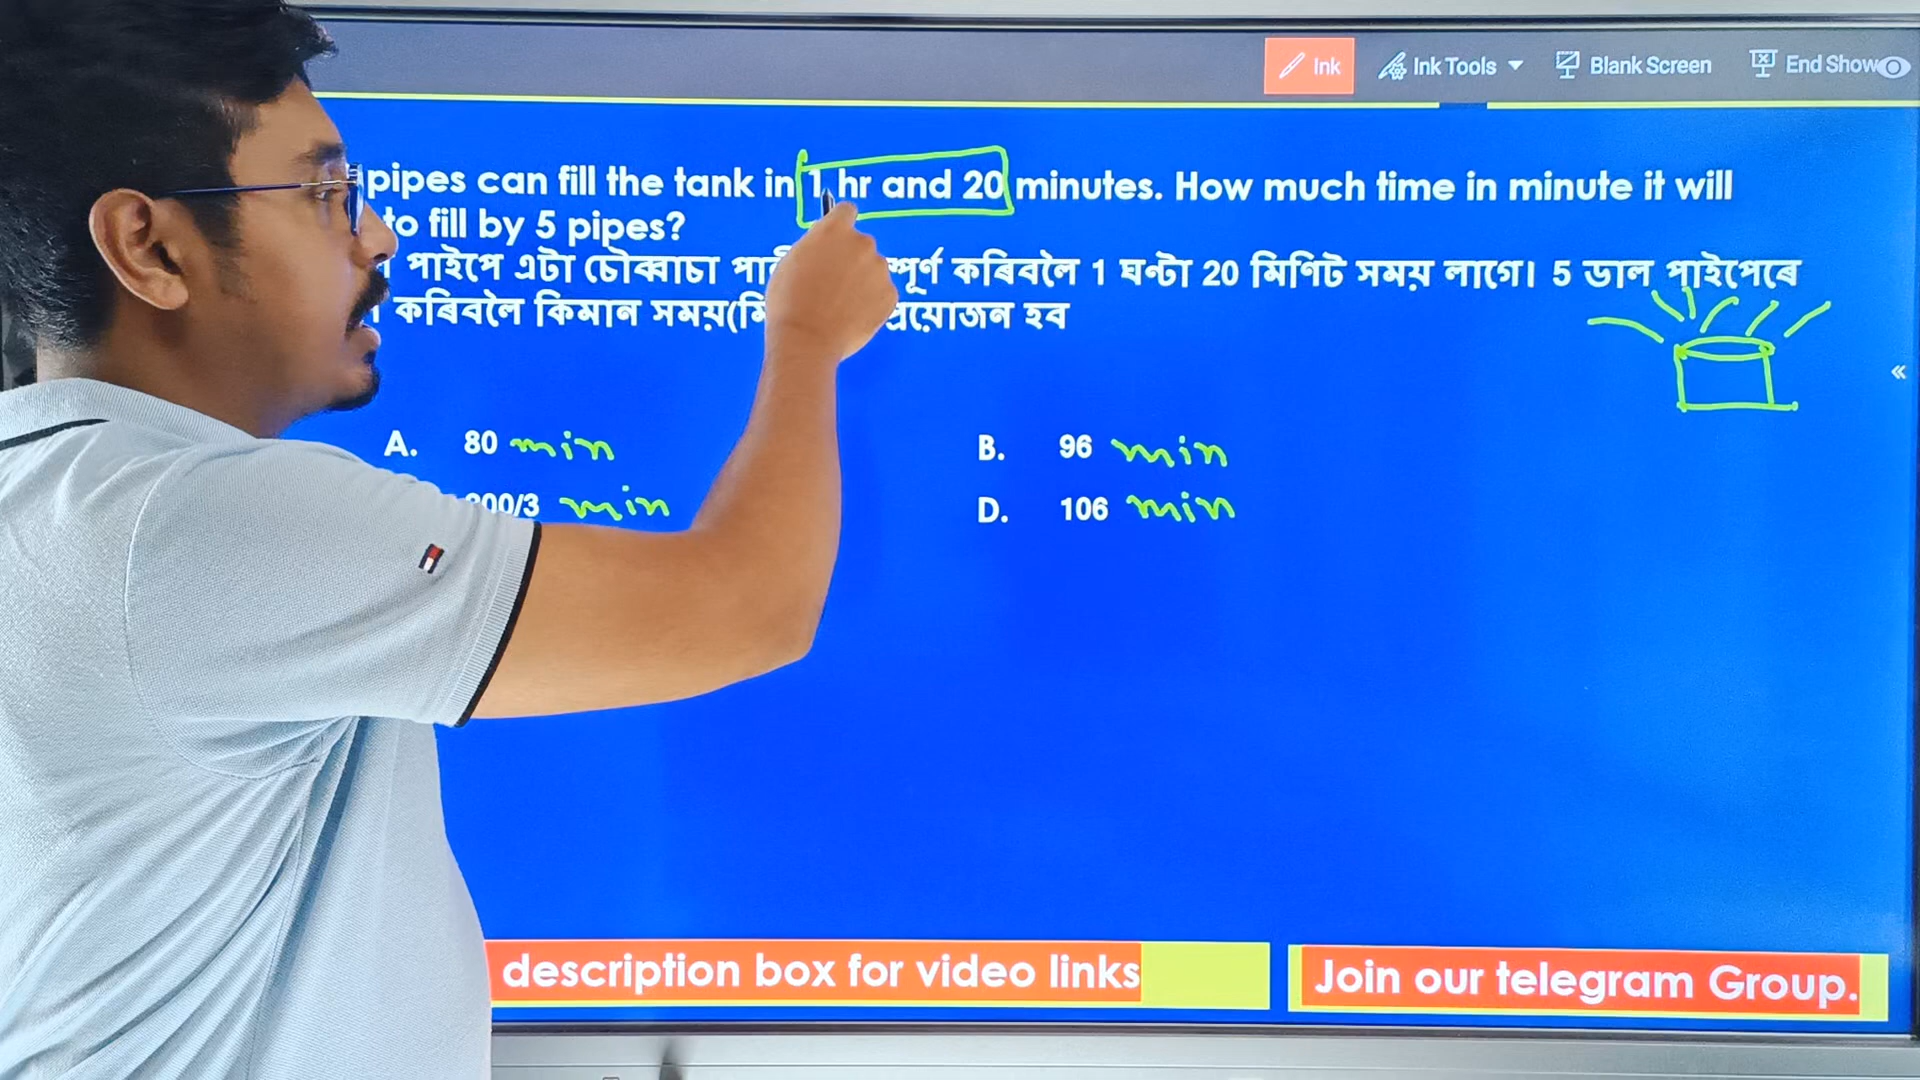 Ink Ink Tools Blank Screen End Show
pipes can fill the tank in 1 hr and 20 minutes. How much time in minute it will
to fill by 5 pipes?
পাইপে এটা চৌব্বাচা কৰিবলৈ 1 ঘণ্টা 20 মিণিট সময় লাগে। 5 ডাল পাইপেৰে
কৰিবলৈ কিমান সময় প্ৰয়োজন হব
A. 80 min B. 96 min
min D. 106 min
description box for video links Join our telegram Group.